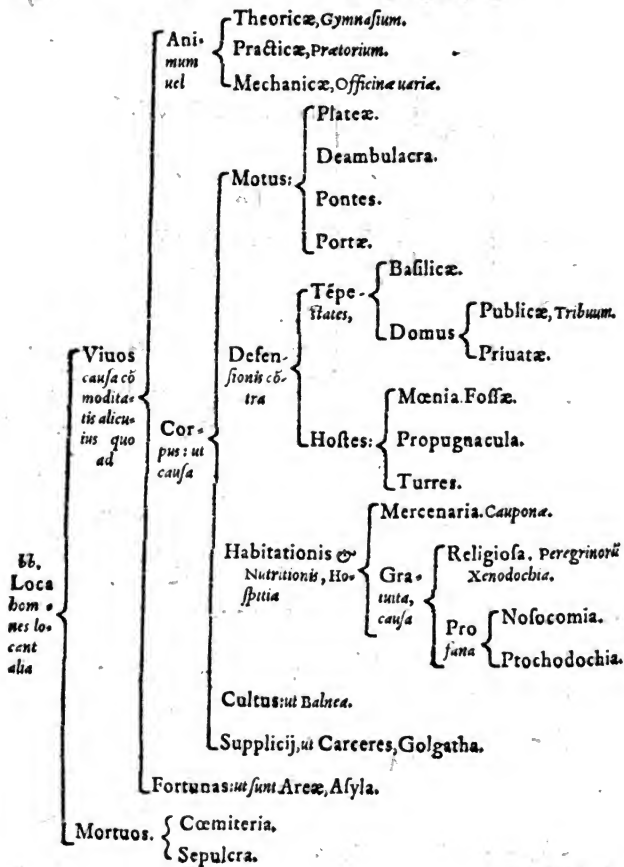 Theoricæ, Gymnaſium.
Ani-
mum
uel
Practicæ, Prætorium.
Mechanicæ, Officinæ uariæ.
Plateæ.
Deambulacra.
Motus:
Pontes.
Portæ.
Baſilicæ.
Tépe-
ſtates,
Publicæ, Tribuum.
Domus
Priuatæ.
Viuos
cauſa cō
modita-
tis alicu-
ius quo
ad
Defen-
ſionis cō-
tra
Mœnia. Foſſæ.
Cor-
pus: ut
cauſa
Hoſtes:
Propugnacula.
Turres.
Mercenaria. Cauponæ.
Habitationis &
Nutritionis, Ho-
ſpitia
Religioſa. Peregrinorū
Xenodochia.
Gra-
tuita,
cauſa
bb.
Loca
hom-
nes lo-
cant
alia
Pro
fana
Noſocomia.
Ptochodochia.
Cultus: ut Balnea.
Supplicij, ut Carceres, Golgatha.
Fortunas: ut ſunt Areæ, Aſyla.
Mortuos.
Cœmiteria.
Sepulcra.